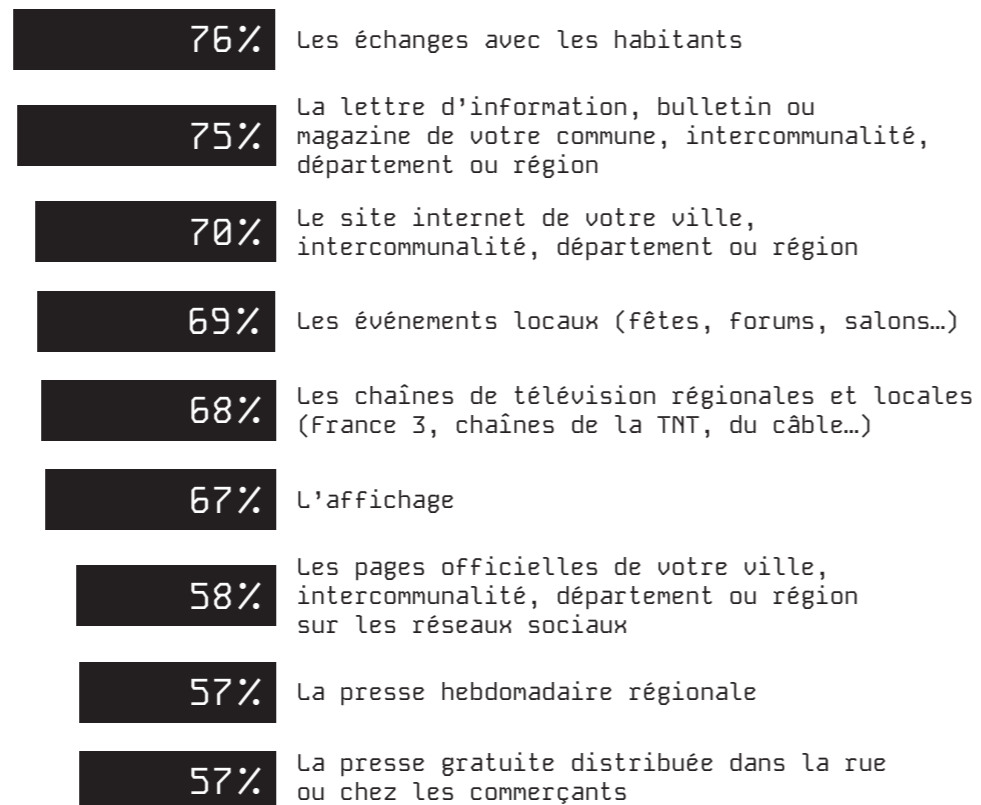 76% Les échanges avec les habitants
La lettre d'information, bulletin ou
75% magazine de votre commune, intercommunalité,
département ou région
70% Le site internet de votre ville,
intercommunalité, département ou région
69% Les événements locaux (fêtes, forums, salons…)
68% Les chaînes de télévision régionales et locales
(France 3, chaînes de la TNT, du câble…)
67% L'affichage
Les pages officielles de votre ville,
58% intercommunalité, département ou région
sur les réseaux sociaux
57% La presse hebdomadaire régionale
57% La presse gratuite distribuée dans la rue
ou chez les commerçants